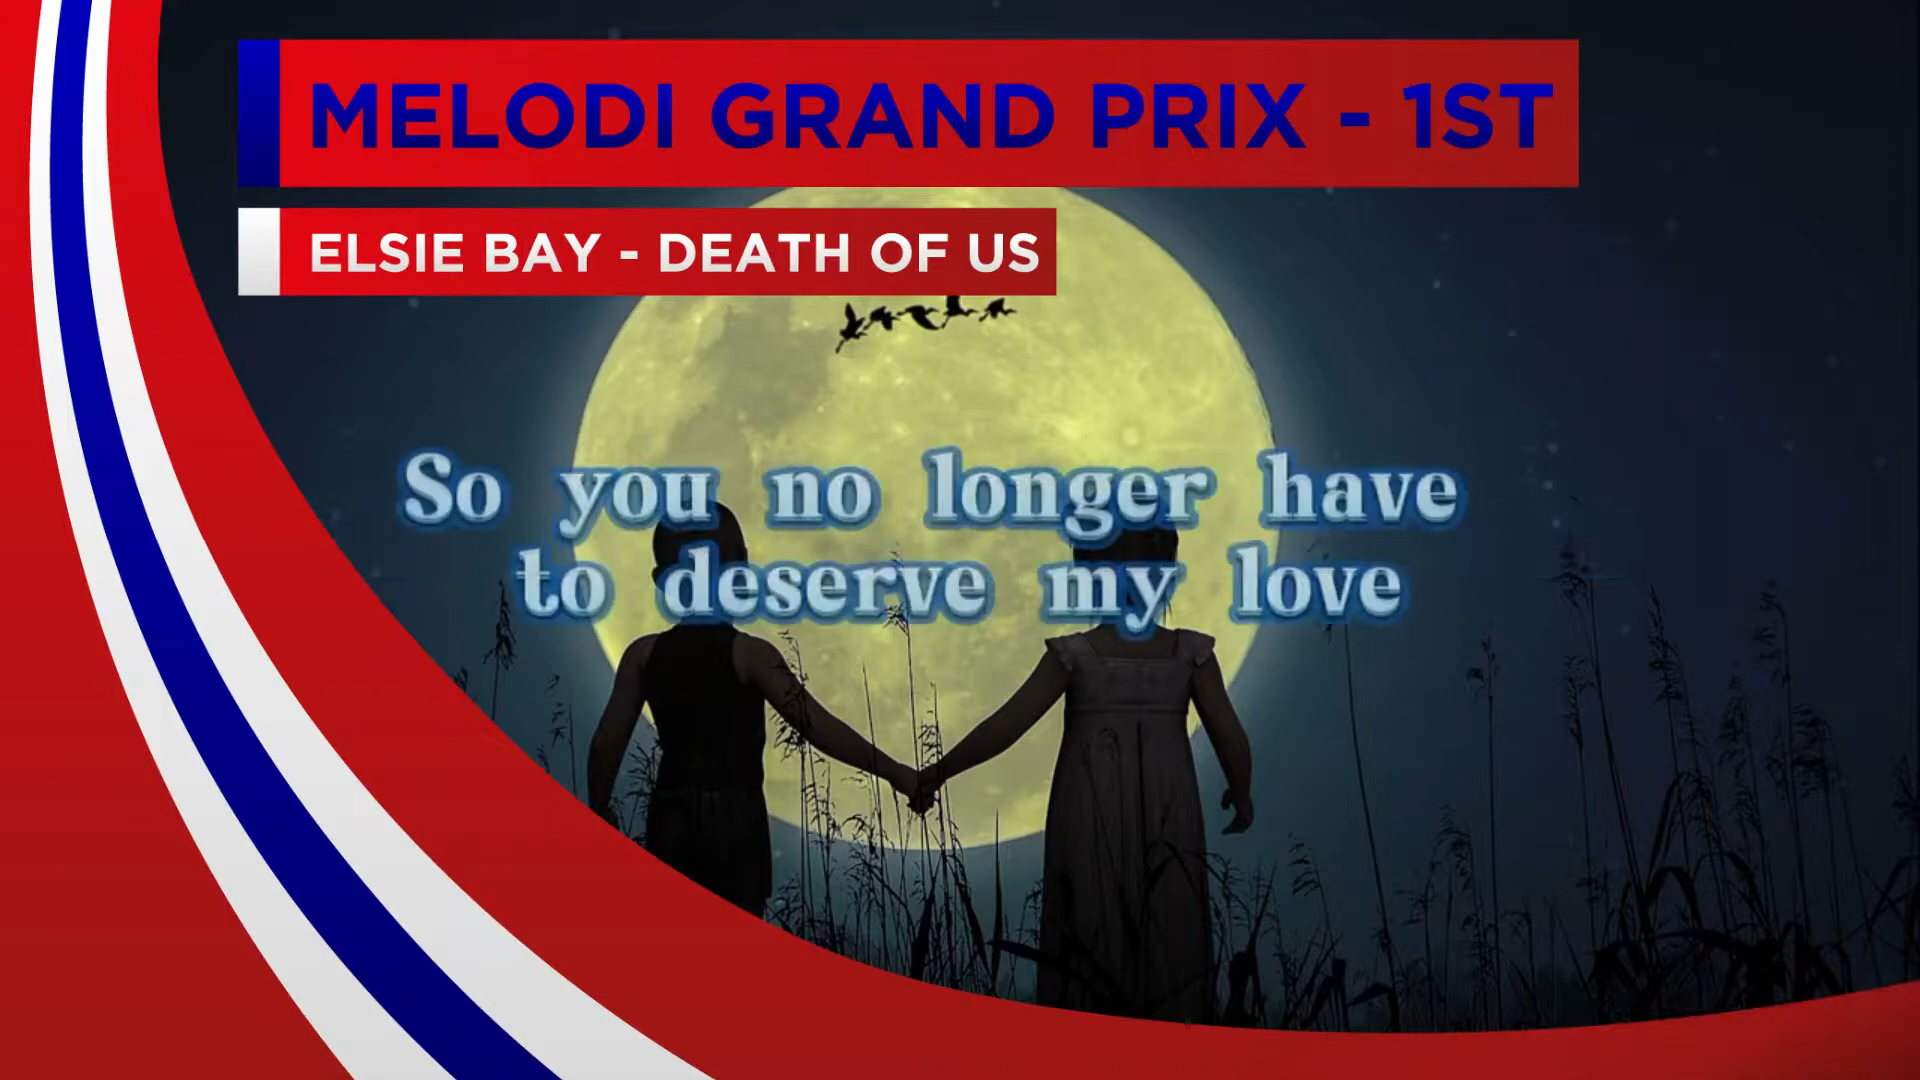 MELODI GRAND PRIX - 1ST
ELSIE BAY - DEATH OF US
So you no longer have
to deserve my love